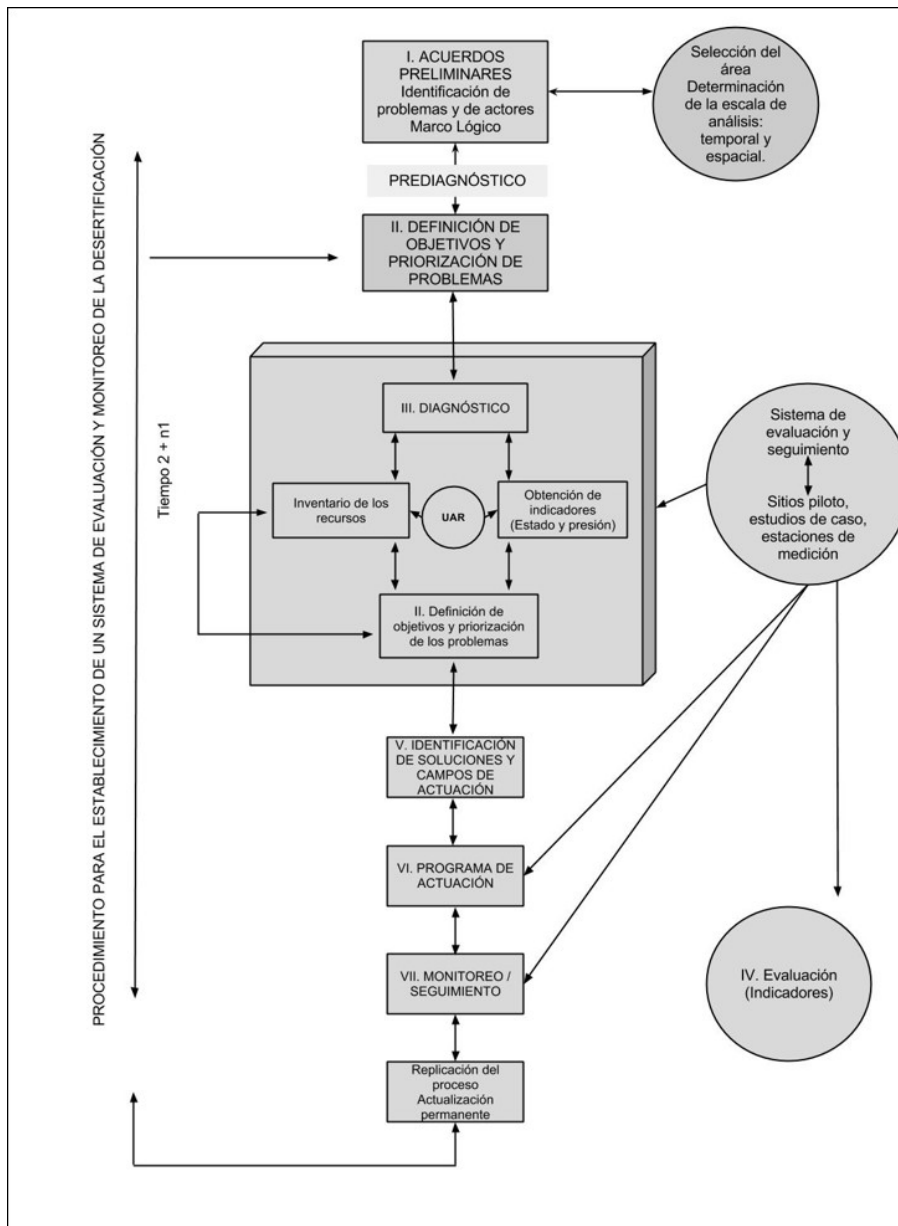 I. ACUERDOS
PRELIMINARES
Identificación de
problemas y de actores
Marco Lógico
Selección del
área
Determinación
de la escala de
análisis:
temporal y
espacial.
PREDIAGNÓSTICO
II. DEFINICIÓN DE
OBJETIVOS Y
PRIORIZACIÓN DE
PROBLEMAS
PROCEDIMIENTO PARA EL ESTABLECIMIENTO DE UN SISTEMA DE EVALUACIÓN Y MONITOREO DE LA DESERTIFICACIÓN
Tiempo 2 + n1
III. DIAGNÓSTICO
Inventario de los
recursos
UAR
Obtención de
indicadores
(Estado y presión)
II. Definición de
objetivos y priorización
de los problemas
Sistema de
evaluación y
seguimiento
Sitios piloto,
estudios de caso,
estaciones de
medición
V. IDENTIFICACIÓN
DE SOLUCIONES Y
CAMPOS DE
ACTUACIÓN
VI. PROGRAMA DE
ACTUACIÓN
VII. MONITOREO /
SEGUIMIENTO
IV. Evaluación
(Indicadores)
Replicación del
proceso
Actualización
permanente